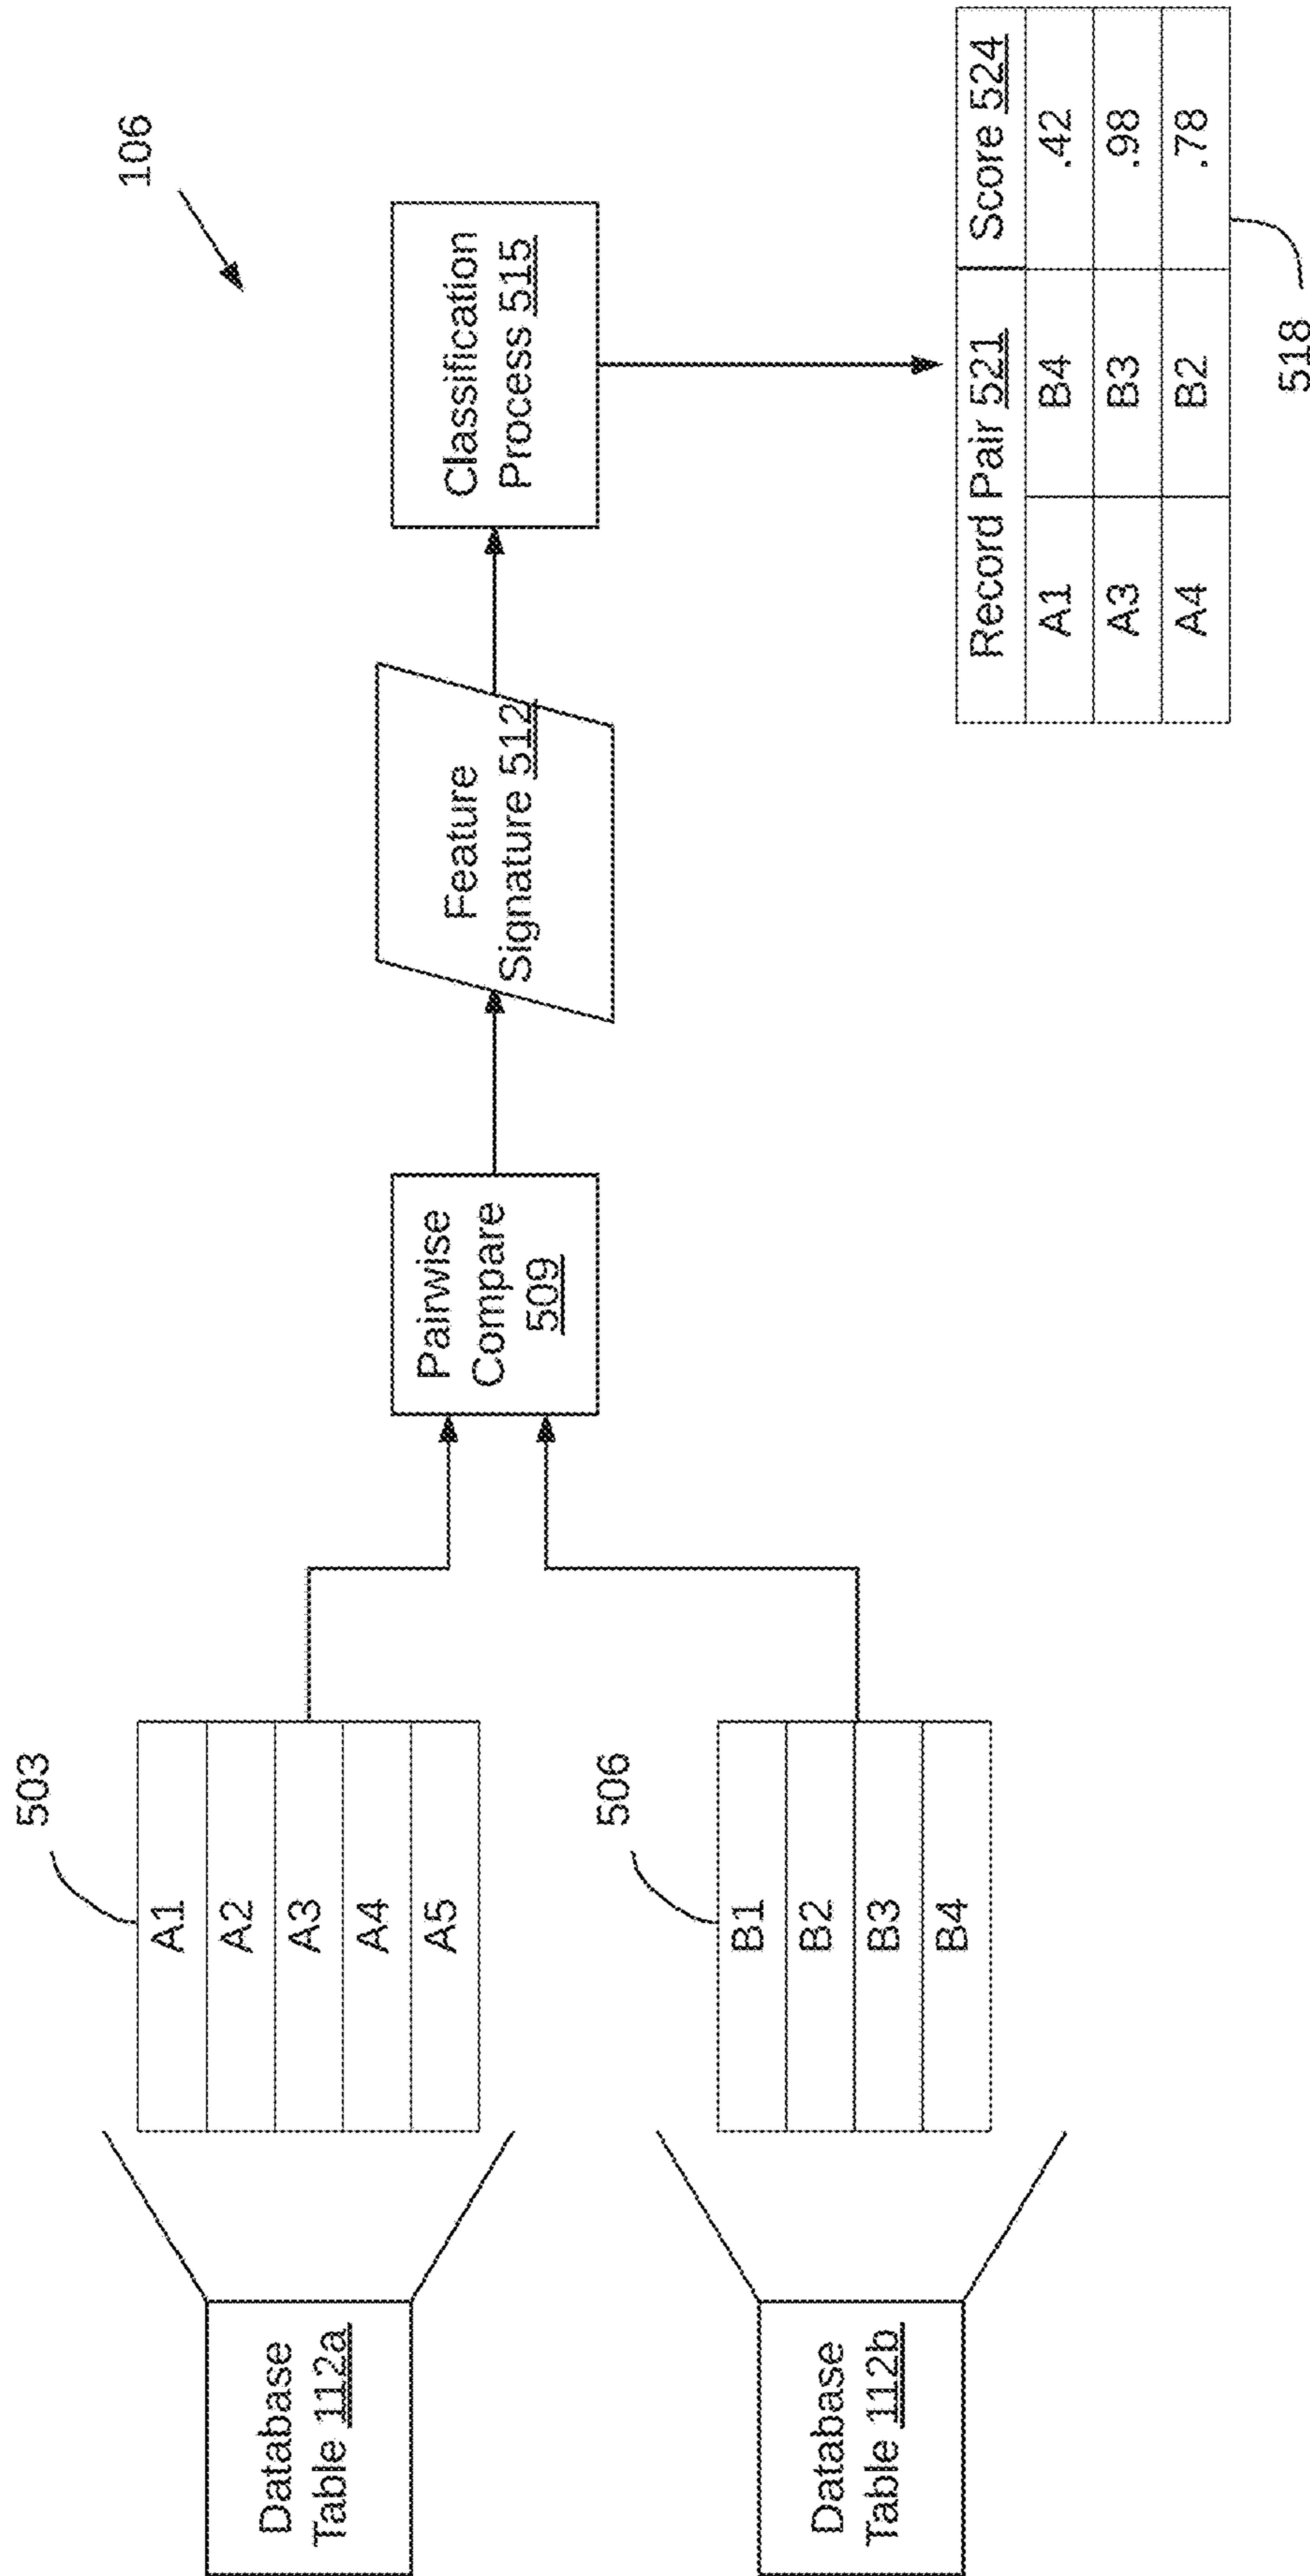 106
503
A1
A2
A3
A4
A5
Database
Table 112a
506
B1
B2
B3
B4
Database
Table 112b
Pairwise
Compare
509
Feature
Signature 512
Classification
Process 515
Record Pair 521 Score 524
A1 B4 .42
A3 B3 .98
A4 B2 .78
518